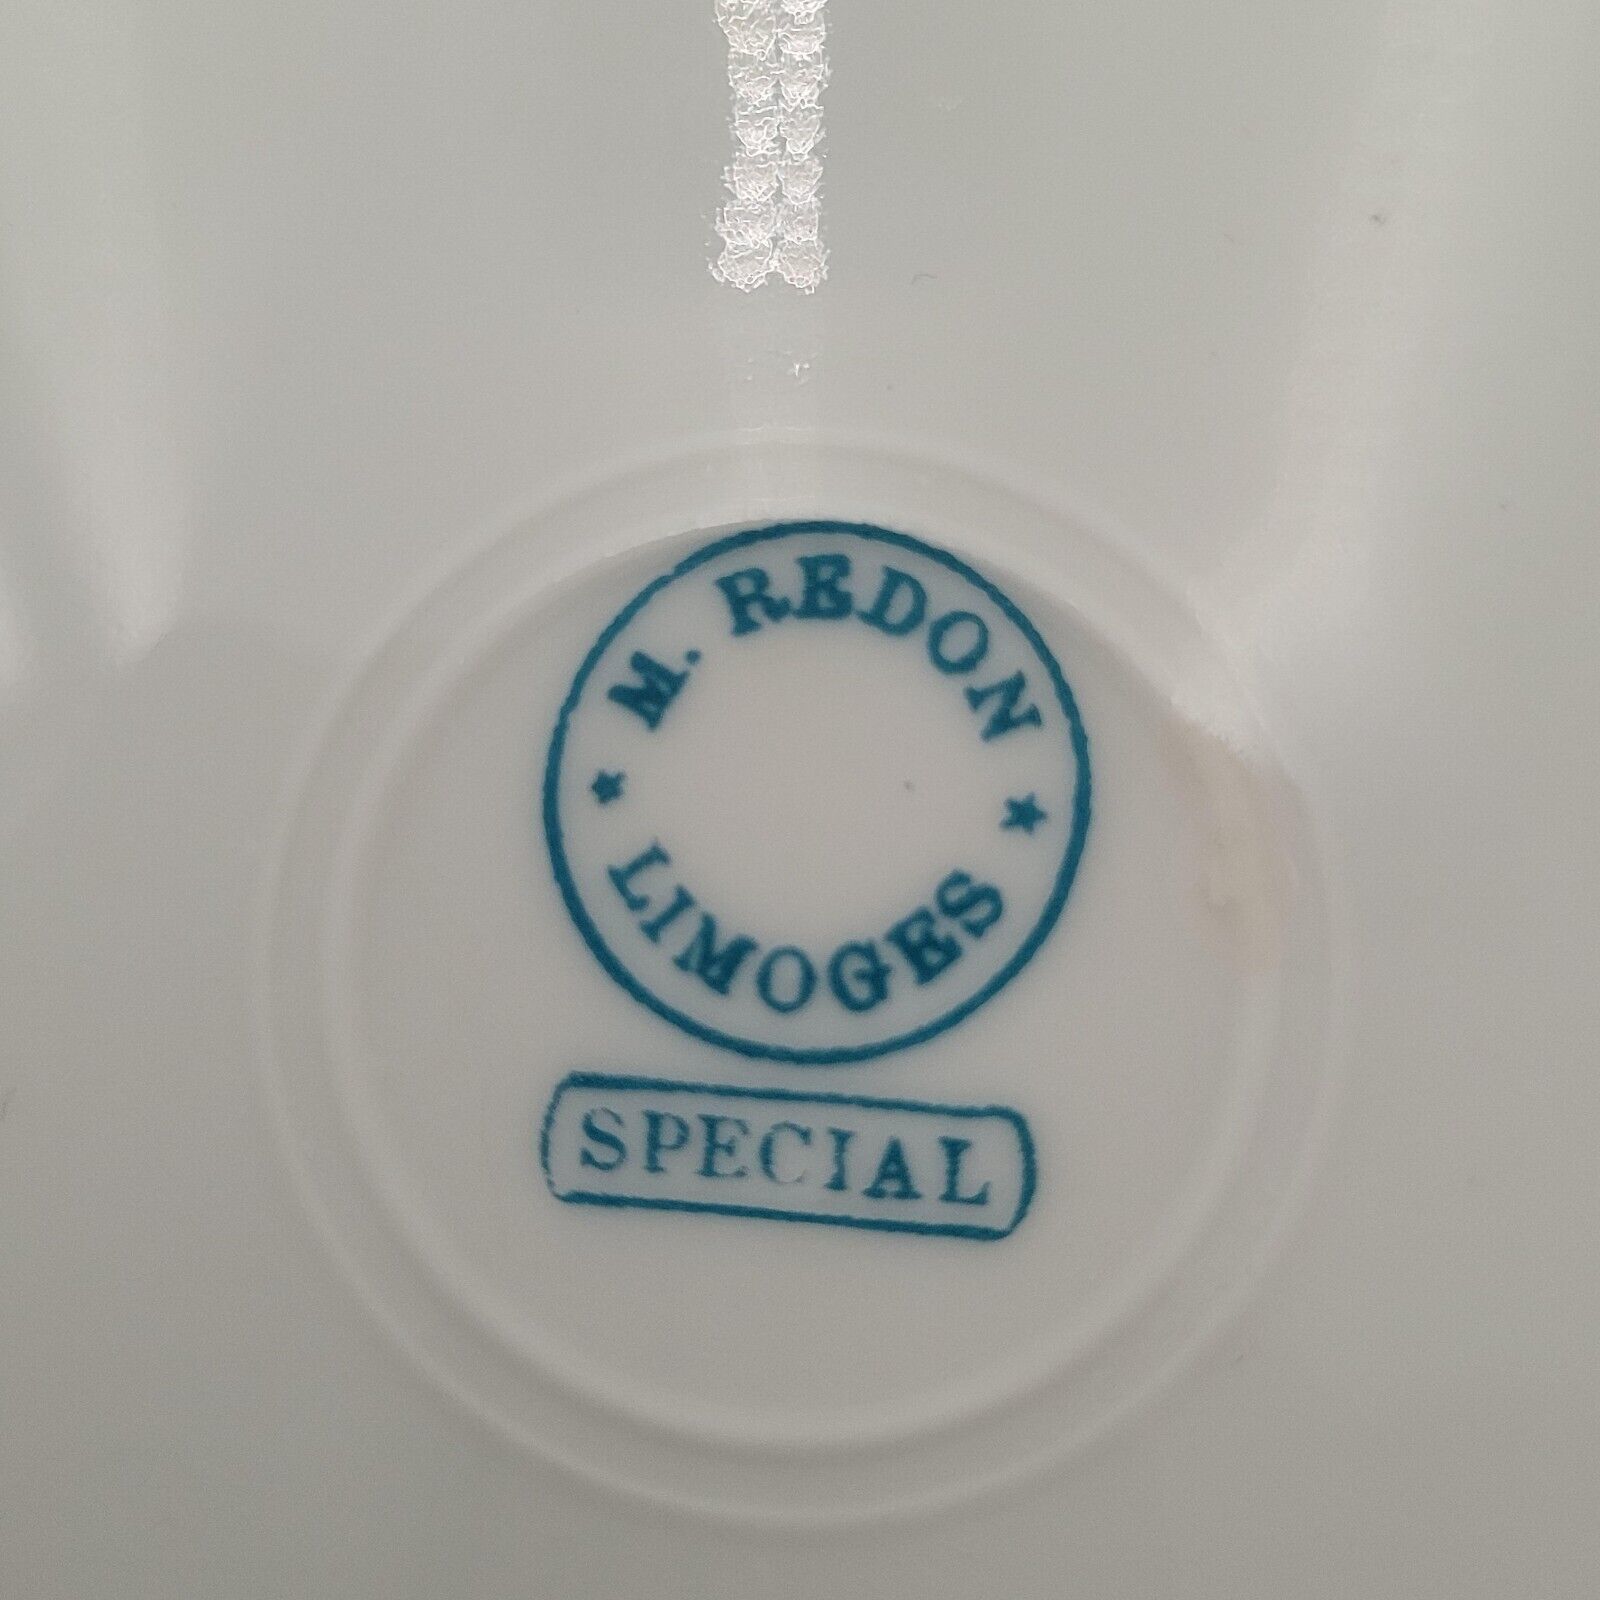 M. REDON
LIMOGES
SPECIAL